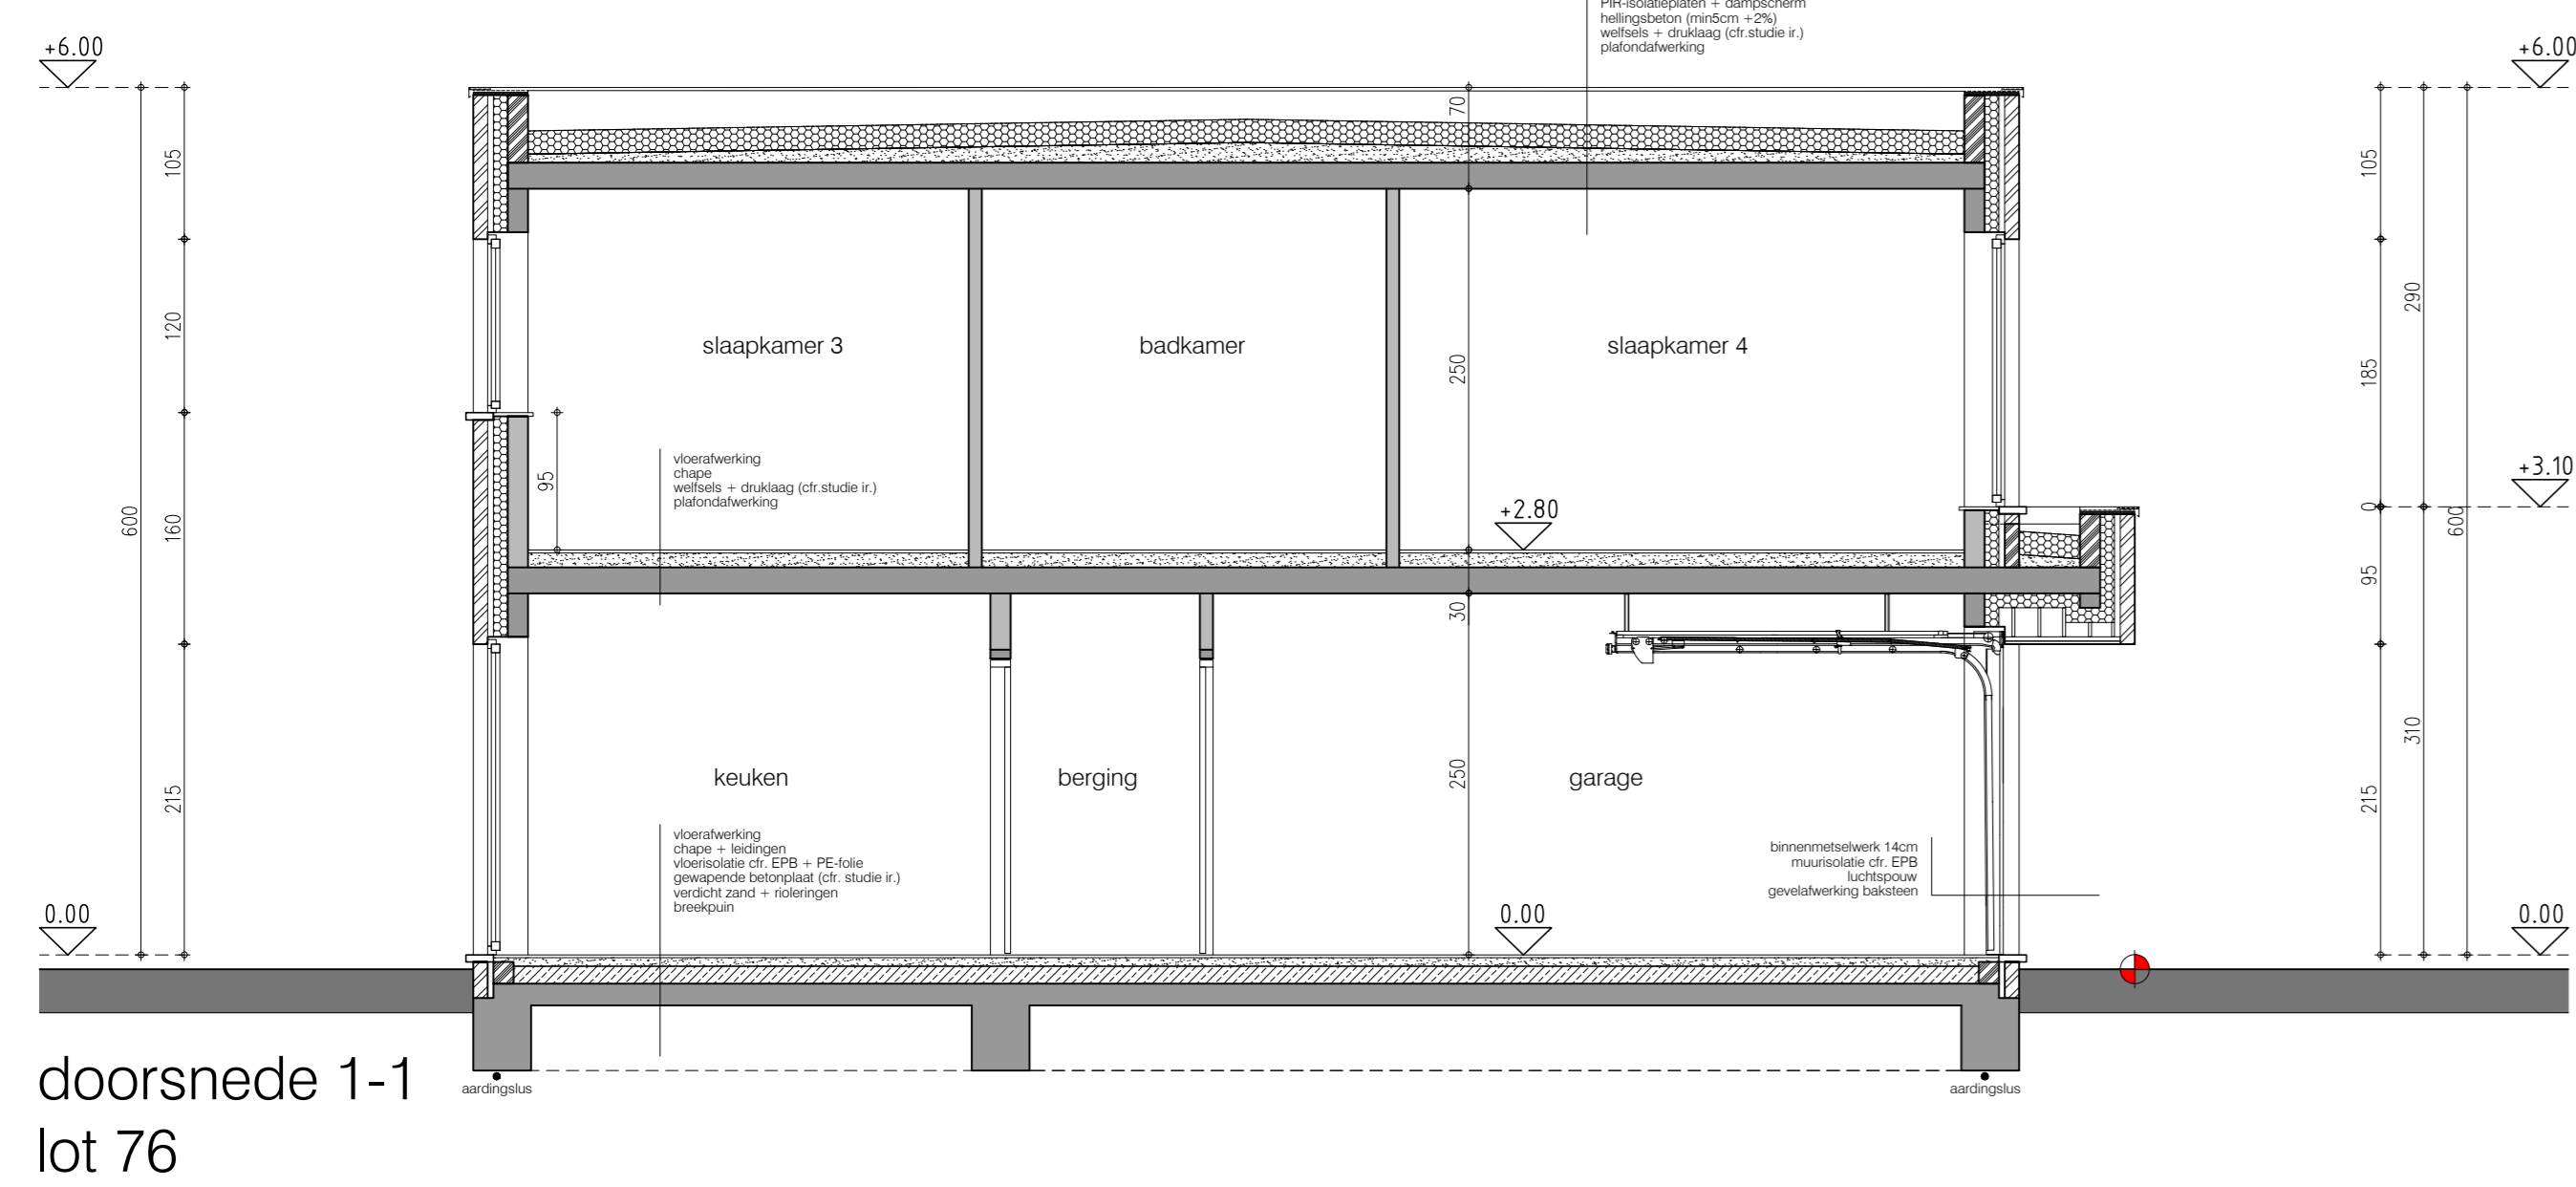 PIR-isolatieplaten + dampscherm
hellingsbeton (min5cm +2%)
welfsels + druklaag (cfr.studie ir.)
plafondafwerking
+6.00
+6.00
70
105
105
290
120
slaapkamer 3
badkamer
slaapkamer 4
250
185
vloerafwerking
chape
welfsels + druklaag (cfr.studie ir.)
plafondafwerking
95
+3.10
+2.80
0
600
160
600
95
30
310
keuken
berging
garage
250
215
215
vloerafwerking
chape + leidingen
vloerisolatie cfr. EPB + PE-folie
gewapende betonplaat (cfr. studie ir.)
verdicht zand + rioleringen
breekpuin
binnenmetselwerk 14cm
muurisolatie cfr. EPB
luchtspouw
gevelafwerking baksteen
0.00
0.00
0.00
doorsnede 1-1
lot 76
aardingslus
aardingslus